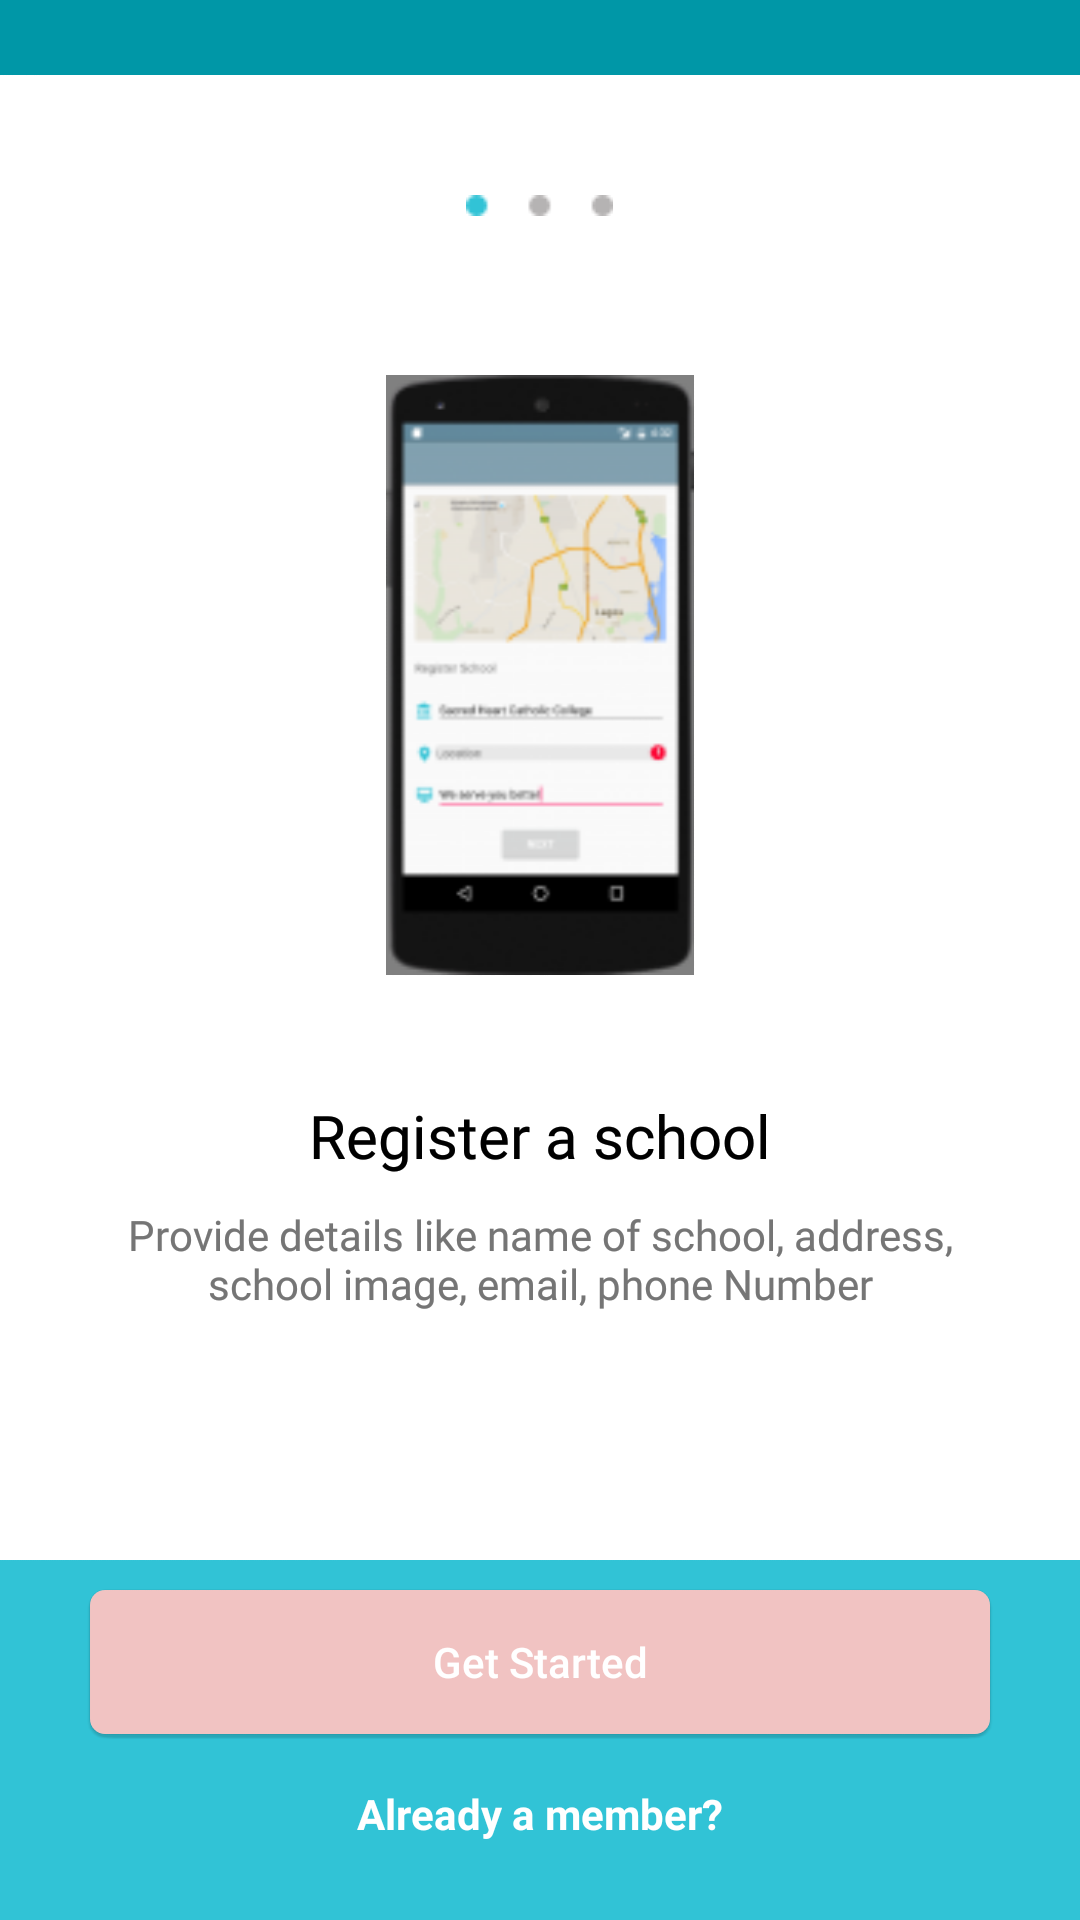 Register School
Sacred Heart Catholic College
Location
We serve you better
NEXT
Register a school
Provide details like name of school, address,
school image, email, phone Number
Get Started
Already a member?